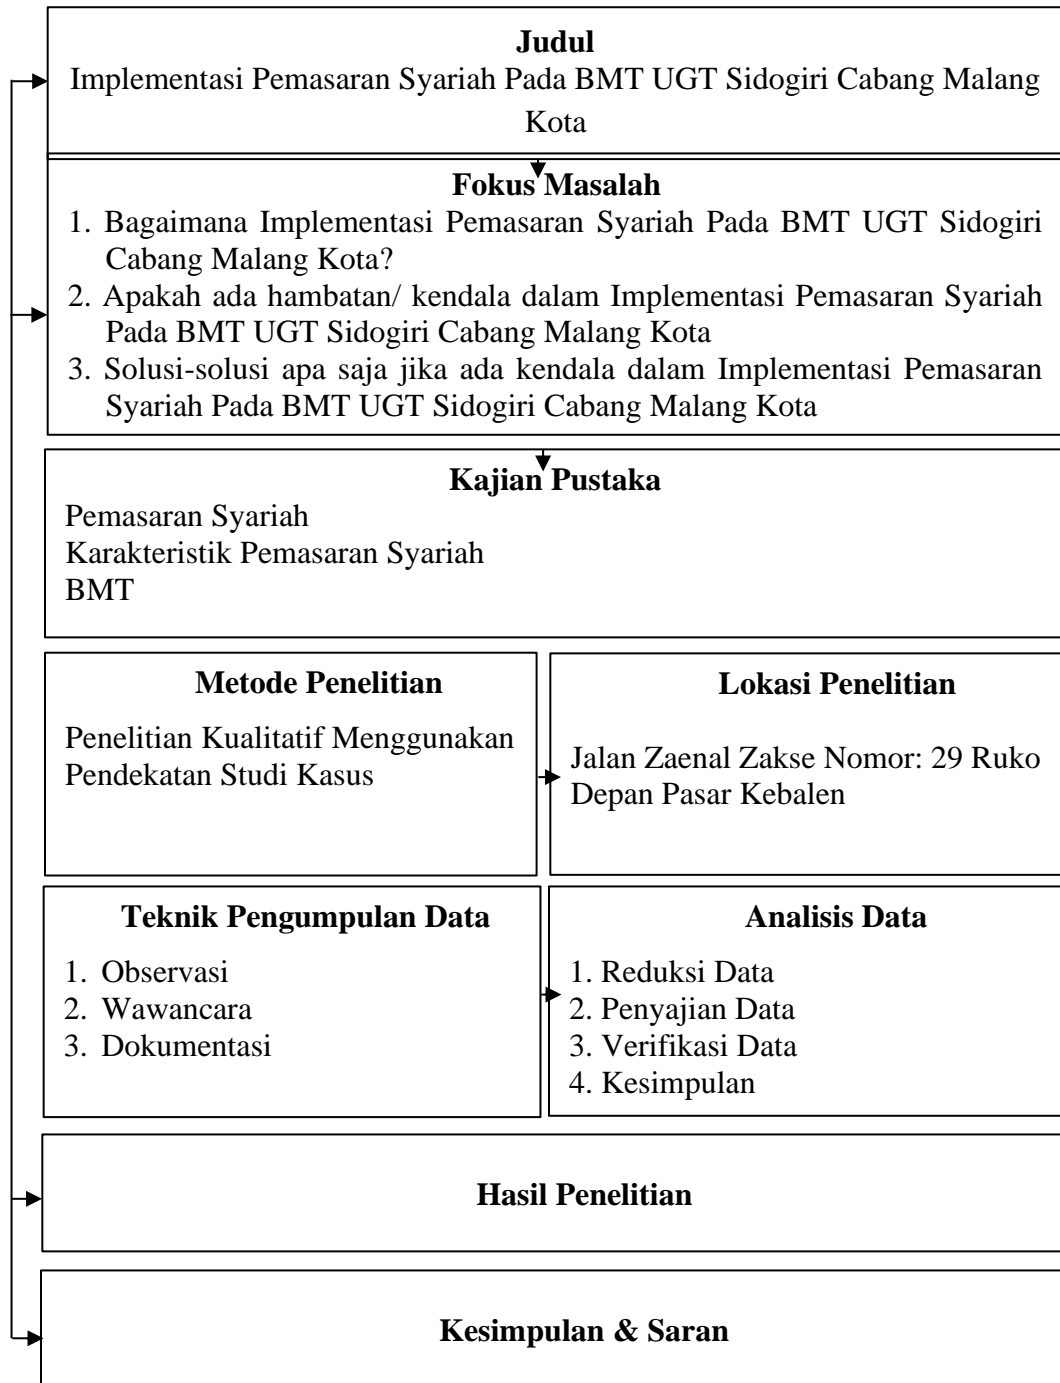 Judul
Implementasi Pemasaran Syariah Pada BMT UGT Sidogiri Cabang Malang
Kota
Fokus Masalah
1. Bagaimana Implementasi Pemasaran Syariah Pada BMT UGT Sidogiri
Cabang Malang Kota?
2. Apakah ada hambatan/ kendala dalam Implementasi Pemasaran Syariah
Pada BMT UGT Sidogiri Cabang Malang Kota
3. Solusi-solusi apa saja jika ada kendala dalam Implementasi Pemasaran
Syariah Pada BMT UGT Sidogiri Cabang Malang Kota
Kajian Pustaka
Pemasaran Syariah
Karakteristik Pemasaran Syariah
BMT
Metode Penelitian
Penelitian Kualitatif Menggunakan
Pendekatan Studi Kasus
Lokasi Penelitian
Jalan Zaenal Zakse Nomor: 29 Ruko
Depan Pasar Kebalen
Teknik Pengumpulan Data
1. Observasi
2. Wawancara
3. Dokumentasi
Analisis Data
1. Reduksi Data
2. Penyajian Data
3. Verifikasi Data
4. Kesimpulan
Hasil Penelitian
Kesimpulan & Saran